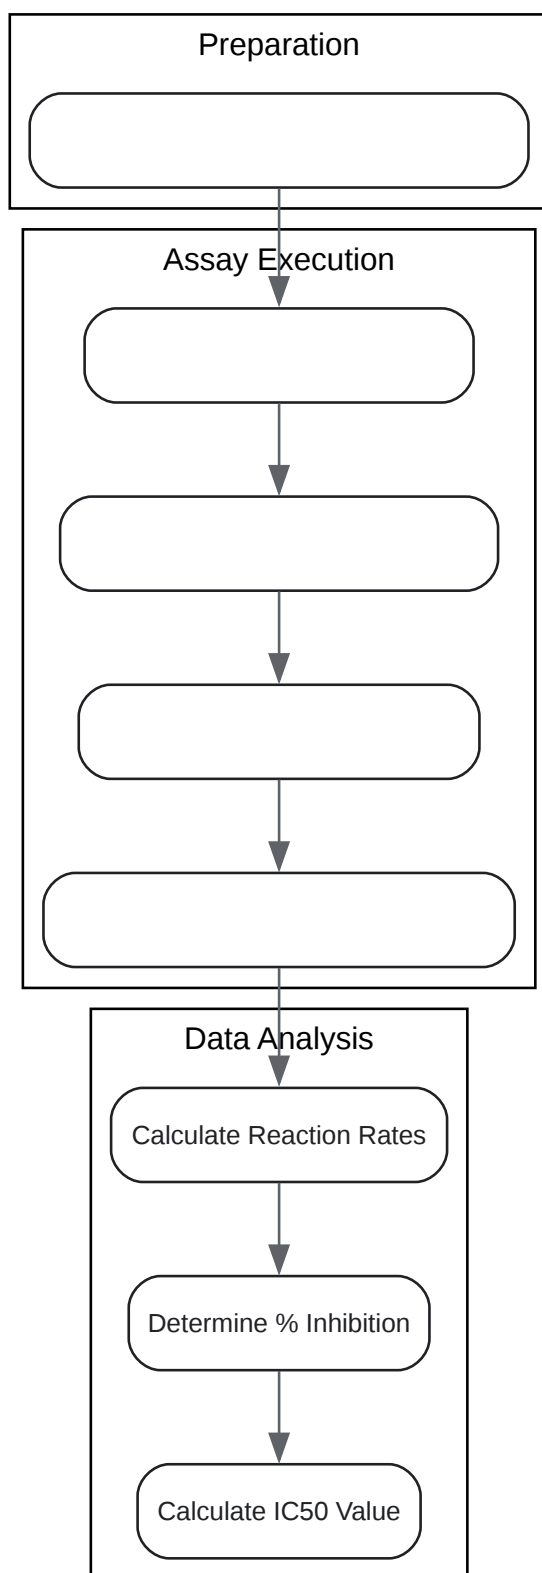 Preparation
Assay Execution
Data Analysis
Calculate Reaction Rates
Determine % Inhibition
Calculate IC50 Value